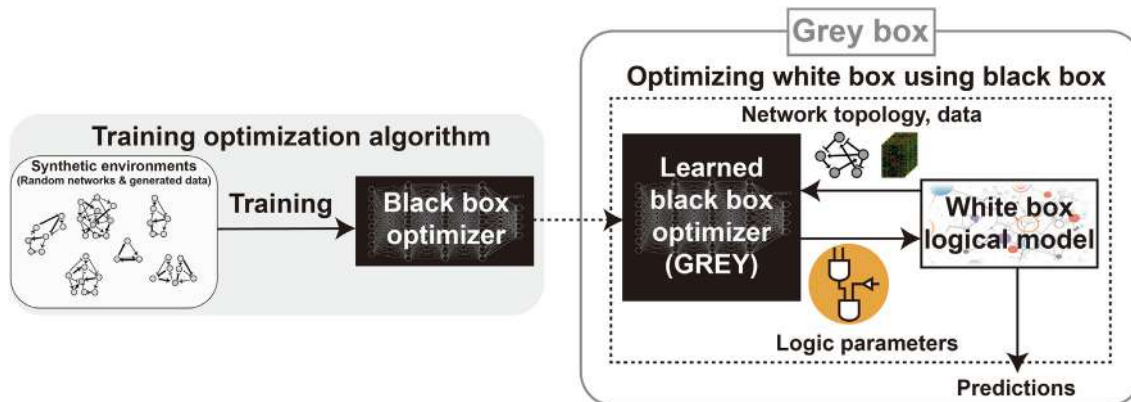 Grey box
Optimizing white box using black box
Training optimization algorithm
Synthetic environments
(Random networks & generated data)
Training
Black box
optimizer
Network topology, data
Learned
black box
optimizer
(GREY)
White box
logical model
Logic parameters
Predictions